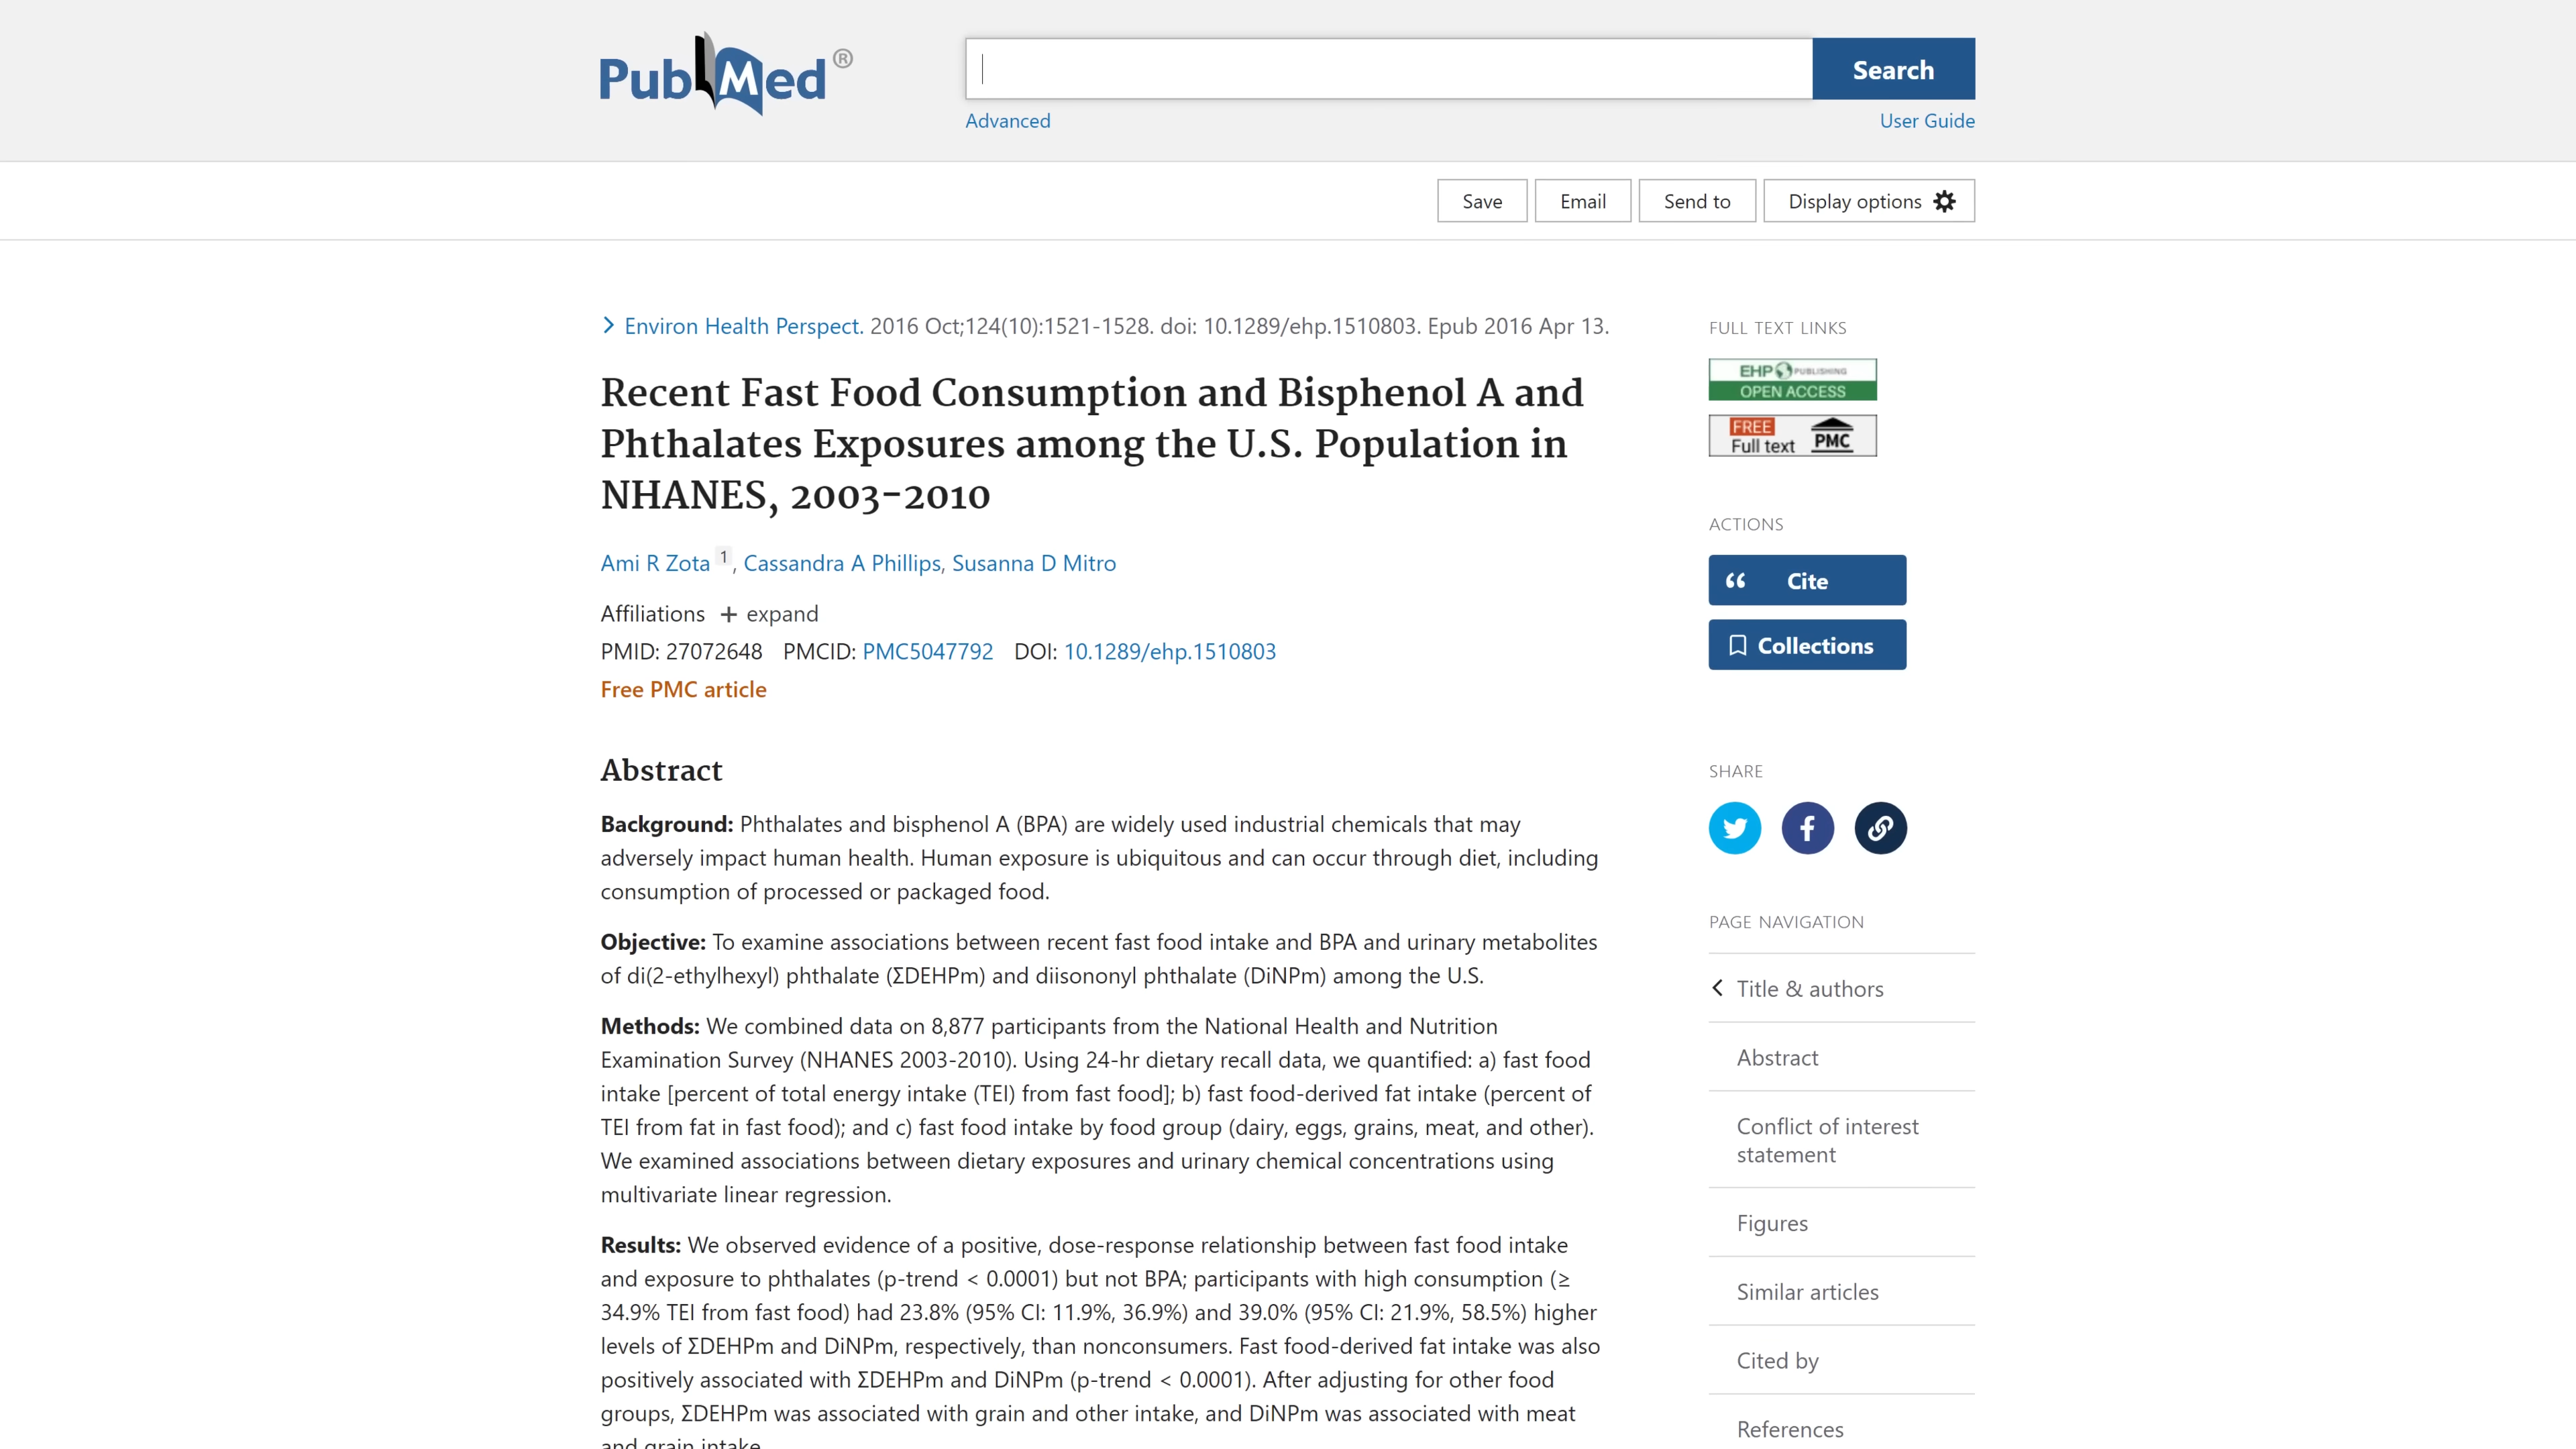 PubMed®
Search
Advanced
User Guide
Save
Email
Send to
Display options
Environ Health Perspect. 2016 Oct;124(10):1521-1528. doi: 10.1289/ehp.1510803. Epub 2016 Apr 13.
Recent Fast Food Consumption and Bisphenol A and
Phthalates Exposures among the U.S. Population in
NHANES, 2003-2010
Ami R Zota 1, Cassandra A Phillips, Susanna D Mitro
Affiliations + expand
PMID: 27072648 PMCID: PMC5047792 DOI: 10.1289/ehp.1510803
Free PMC article
Abstract
Background: Phthalates and bisphenol A (BPA) are widely used industrial chemicals that may
adversely impact human health. Human exposure is ubiquitous and can occur through diet, including
consumption of processed or packaged food.
Objective: To examine associations between recent fast food intake and BPA and urinary metabolites
of di(2-ethylhexyl) phthalate (ΣDEHPm) and diisononyl phthalate (DiNPm) among the U.S.
Methods: We combined data on 8,877 participants from the National Health and Nutrition
Examination Survey (NHANES 2003-2010). Using 24-hr dietary recall data, we quantified: a) fast food
intake [percent of total energy intake (TEI) from fast food]; b) fast food-derived fat intake (percent of
TEI from fat in fast food); and c) fast food intake by food group (dairy, eggs, grains, meat, and other).
We examined associations between dietary exposures and urinary chemical concentrations using
multivariate linear regression.
Results: We observed evidence of a positive, dose-response relationship between fast food intake
and exposure to phthalates (p-trend < 0.0001) but not BPA; participants with high consumption (≥
34.9% TEI from fast food) had 23.8% (95% CI: 11.9%, 36.9%) and 39.0% (95% CI: 21.9%, 58.5%) higher
levels of ΣDEHPm and DiNPm, respectively, than nonconsumers. Fast food-derived fat intake was also
positively associated with ΣDEHPm and DiNPm (p-trend < 0.0001). After adjusting for other food
groups, ΣDEHPm was associated with grain and other intake, and DiNPm was associated with meat
and grain intake.
FULL TEXT LINKS
EHP PUBLISHING
OPEN ACCESS
FREE
Full text PMC
ACTIONS
Cite
Collections
SHARE
PAGE NAVIGATION
Title & authors
Abstract
Conflict of interest
statement
Figures
Similar articles
Cited by
References